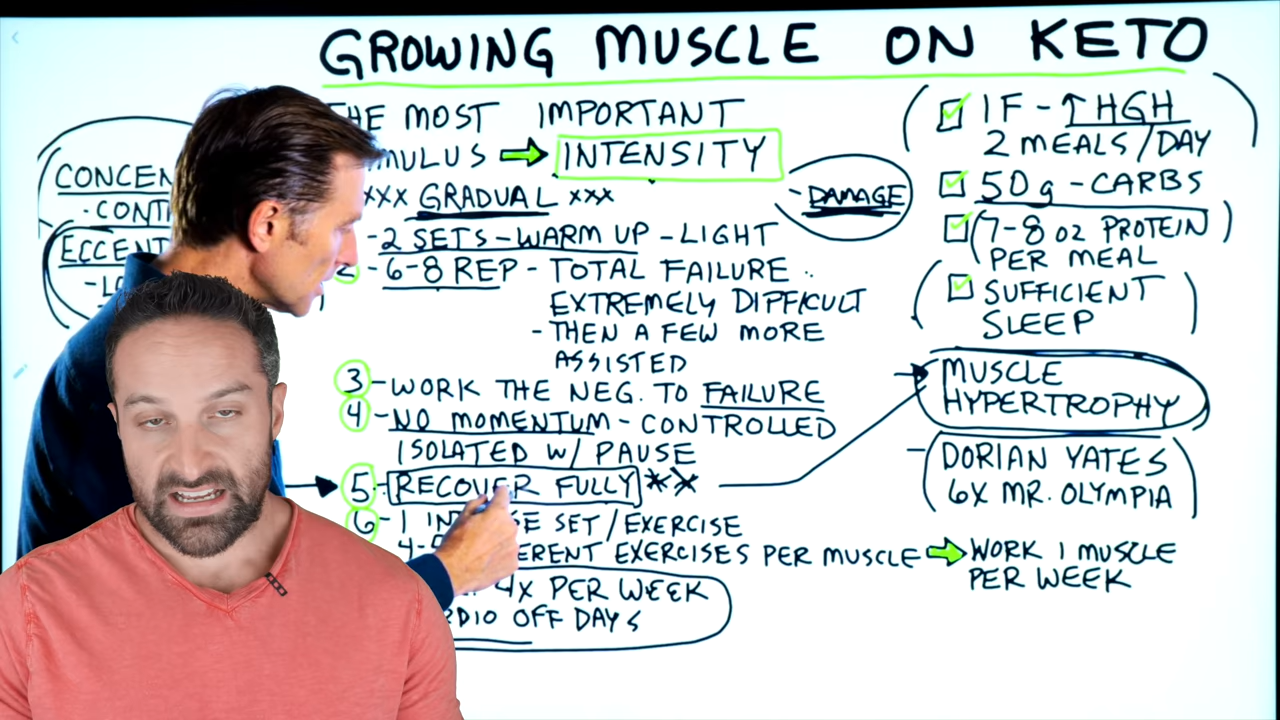 GROWING MUSCLE ON KETO
THE MOST IMPORTANT
INTENSITY
xxx GRADUAL xxx
- DAMAGE
CONCEN
- CONT
ECCENT
- 2 SETS - WARM UP - LIGHT
2 - 6-8 REP - TOTAL FAILURE
EXTREMELY DIFFICULT
- THEN A FEW MORE
ASSISTED
3 - WORK THE NEG. TO FAILURE
4 - NO MOMENTUM - CONTROLLED
ISOLATED W/ PAUSE
5 - RECOVER FULLY **
6 - 1 SET / EXERCISE
EXERCISES PER MUSCLE → WORK 1 MUSCLE
PER WEEK
4X PER WEEK
OFF DAYS
IF - ↑ HGH
2 MEALS / DAY
50 g - CARBS
(7-8 OZ PROTEIN)
PER MEAL
SUFFICIENT
SLEEP
MUSCLE
HYPERTROPHY
- DORIAN YATES
6X MR. OLYMPIA